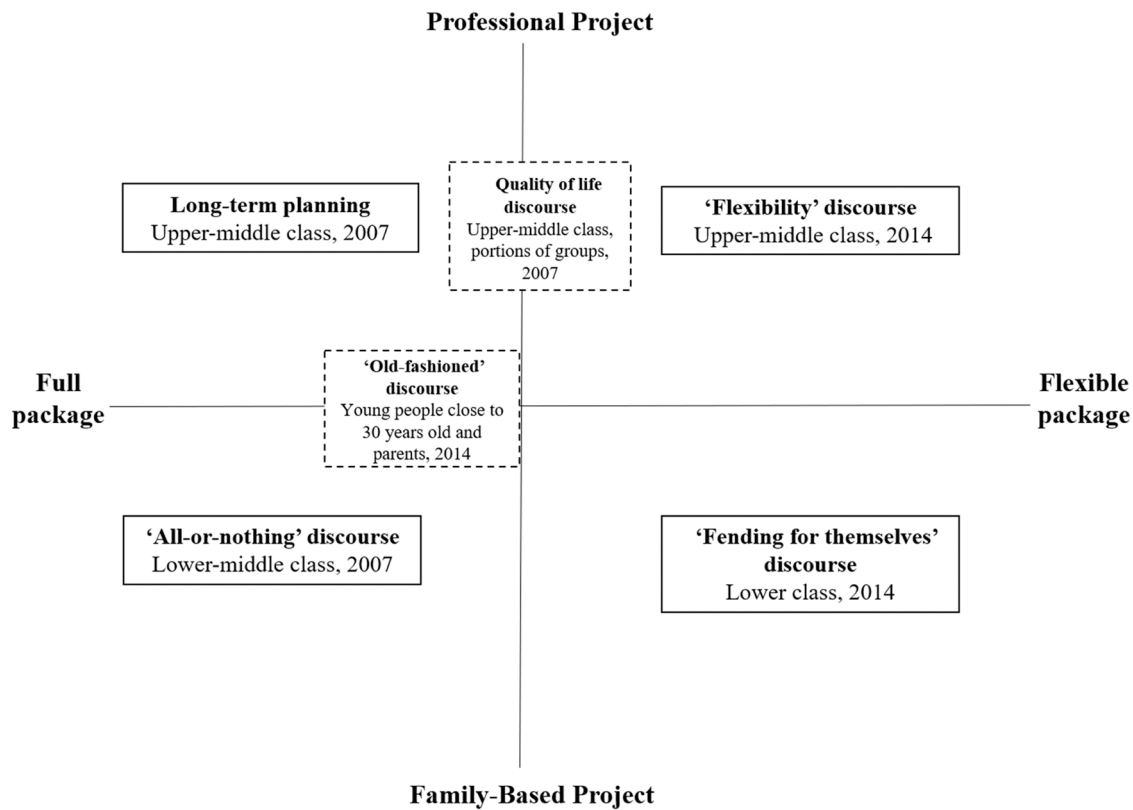 Professional Project
Long-term planning
Upper-middle class, 2007
Quality of life
discourse
Upper-middle class,
portions of groups,
2007
‘Flexibility’ discourse
Upper-middle class, 2014
Full
package
‘Old-fashioned’
discourse
Young people close to
30 years old and
parents, 2014
Flexible
package
‘All-or-nothing’ discourse
Lower-middle class, 2007
‘Fending for themselves’
discourse
Lower class, 2014
Family-Based Project